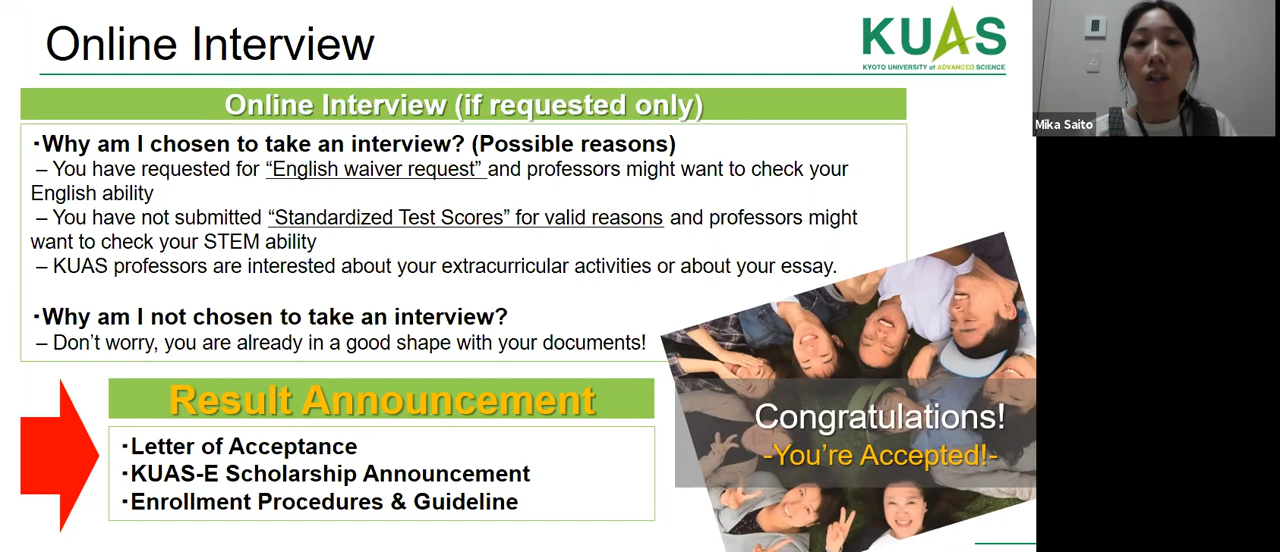 Online Interview
KUAS
KYOTO UNIVERSITY of ADVANCED SCIENCE
Mika Saito
Online Interview (if requested only)
･Why am I chosen to take an interview? (Possible reasons)
– You have requested for “English waiver request” and professors might want to check your
English ability
– You have not submitted “Standardized Test Scores” for valid reasons and professors might
want to check your STEM ability
– KUAS professors are interested about your extracurricular activities or about your essay.
･Why am I not chosen to take an interview?
– Don’t worry, you are already in a good shape with your documents!
Result Announcement
･Letter of Acceptance
･KUAS-E Scholarship Announcement
･Enrollment Procedures & Guideline
Congratulations!
-You’re Accepted!-